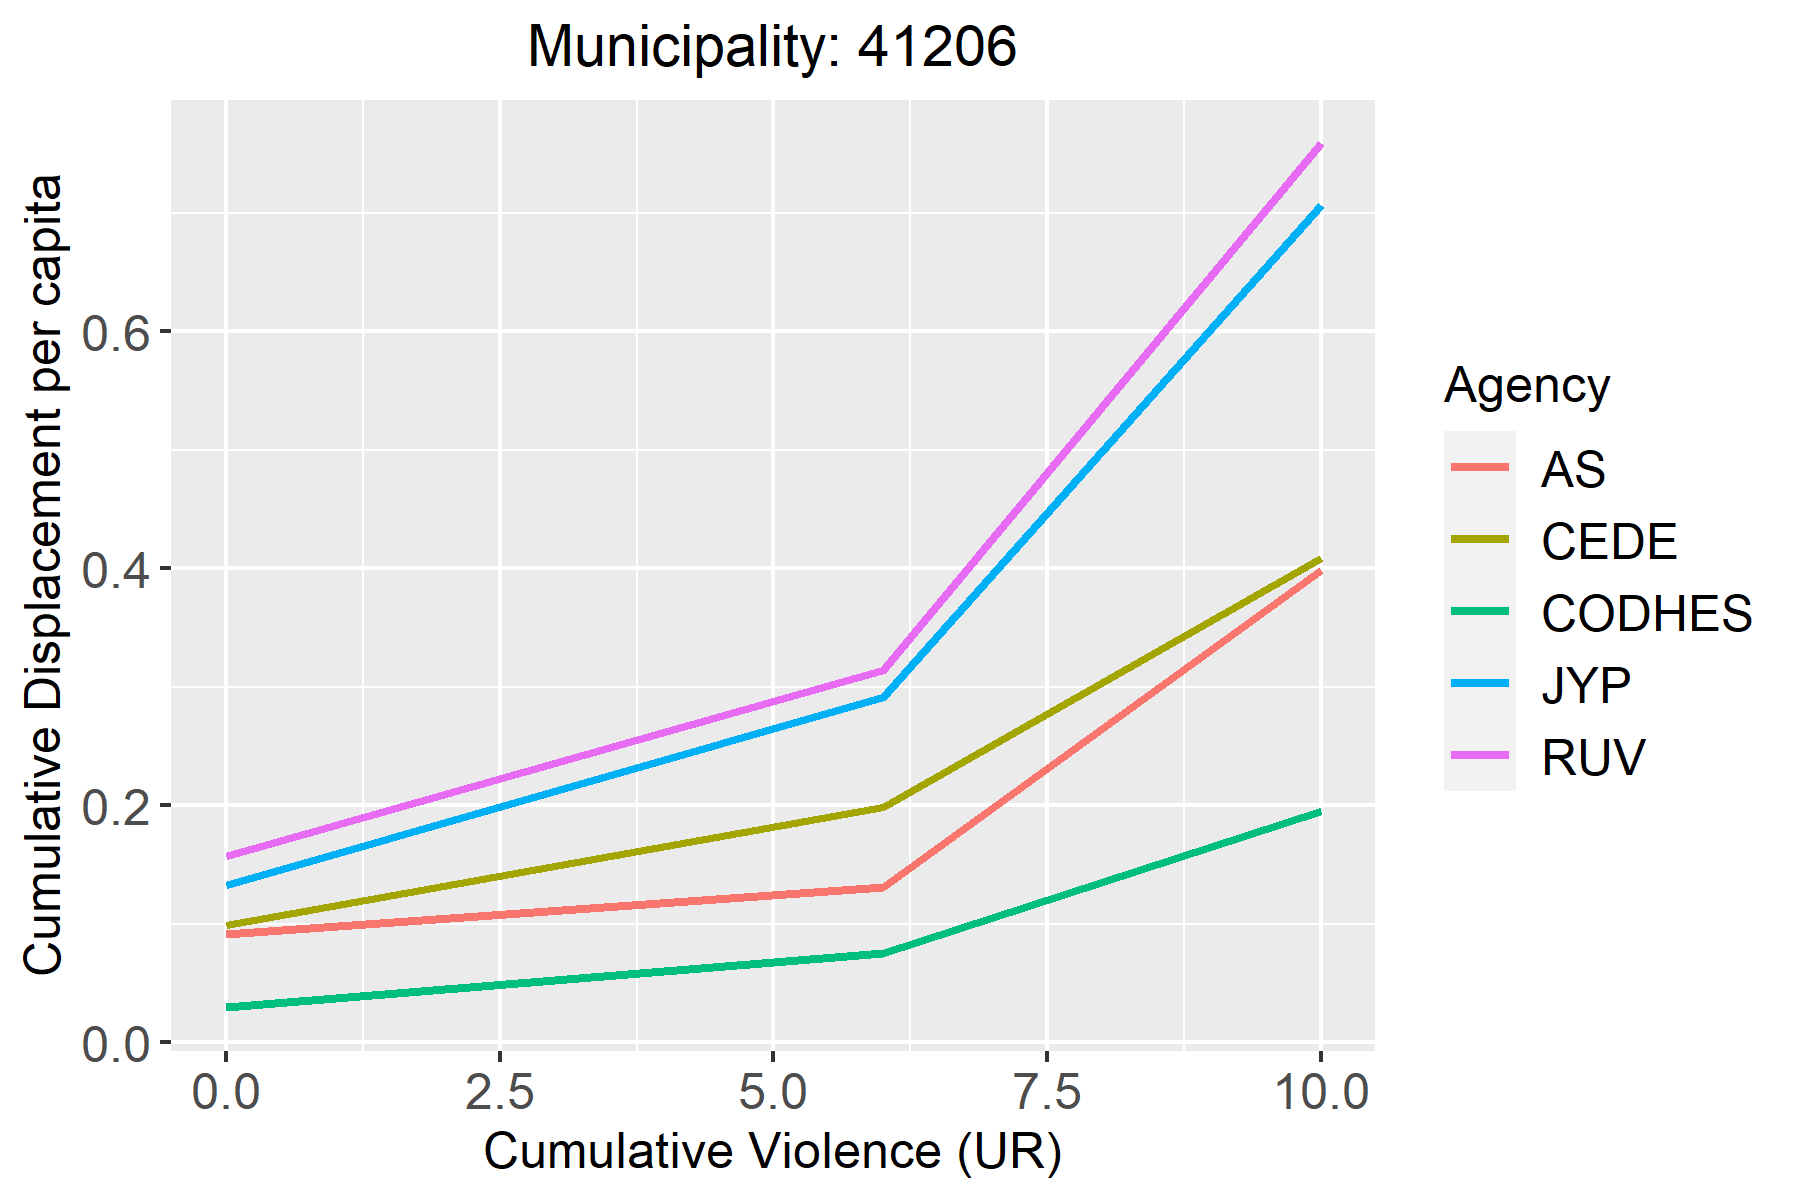 Municipality: 41206
Cumulative Displacement per capita
0.6
0.4
0.2
0.0
0.0 2.5 5.0 7.5 10.0
Cumulative Violence (UR)
Agency
AS
CEDE
CODHES
JYP
RUV